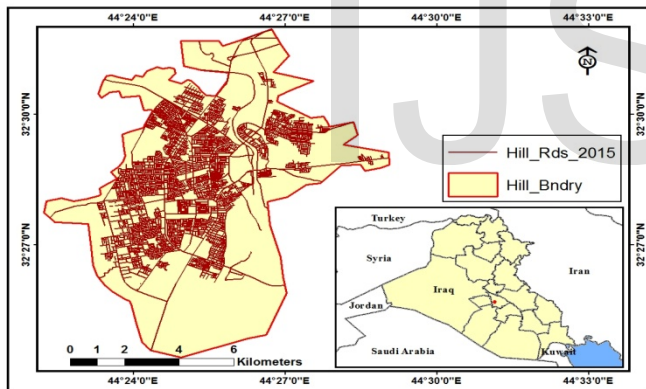 44°24'0"E 44°27'0"E 44°30'0"E 44°33'0"E
IJS
N
32°30'0"N 32°30'0"N
Hill_Rds_2015
Hill_Bndry
32°27'0"N 32°27'0"N
Turkey
Syria
Iran
Iraq
Jordan
Saudi Arabia
Kuwait
0 1 2 4 6
Kilometers
44°24'0"E 44°27'0"E 44°30'0"E 44°33'0"E